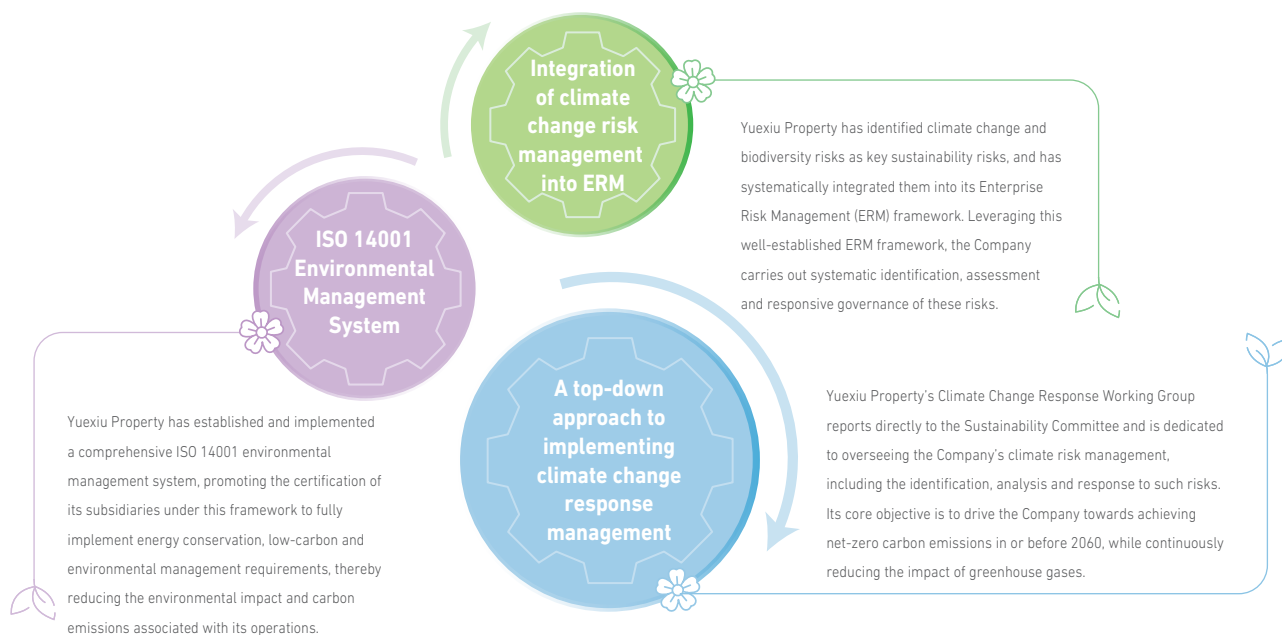 Integration
of climate
change risk
management
into ERM
Yuexiu Property has identified climate change and
biodiversity risks as key sustainability risks, and has
systematically integrated them into its Enterprise
Risk Management (ERM) framework. Leveraging this
well-established ERM framework, the Company
carries out systematic identification, assessment
and responsive governance of these risks.
ISO 14001
Environmental
Management
System
Yuexiu Property has established and implemented
a comprehensive ISO 14001 environmental
management system, promoting the certification of
its subsidiaries under this framework to fully
implement energy conservation, low-carbon and
environmental management requirements, thereby
reducing the environmental impact and carbon
emissions associated with its operations.
A top-down
approach to
implementing
climate change
response
management
Yuexiu Property's Climate Change Response Working Group
reports directly to the Sustainability Committee and is dedicated
to overseeing the Company's climate risk management,
including the identification, analysis and response to such risks.
Its core objective is to drive the Company towards achieving
net-zero carbon emissions in or before 2060, while continuously
reducing the impact of greenhouse gases.